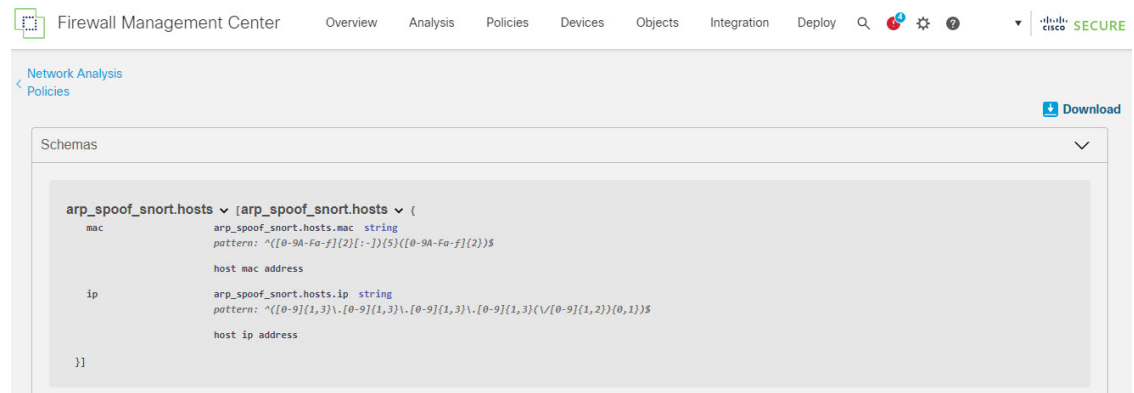 Firewall Management Center Overview Analysis Policies Devices Objects Integration Deploy 4 ? cisco SECURE
Network Analysis
Policies
Download
Schemas
arp_spoof_snort.hosts [arp_spoof_snort.hosts {
mac arp_spoof_snort.hosts.mac string
pattern: ^([0-9A-Fa-f]{2}[:-]){5}([0-9A-Fa-f]{2})$
host mac address
ip arp_spoof_snort.hosts.ip string
pattern: ^([0-9]{1,3}\.[0-9]{1,3}\.[0-9]{1,3}\.[0-9]{1,3}(\/[0-9]{1,2}){0,1})$
host ip address
}]